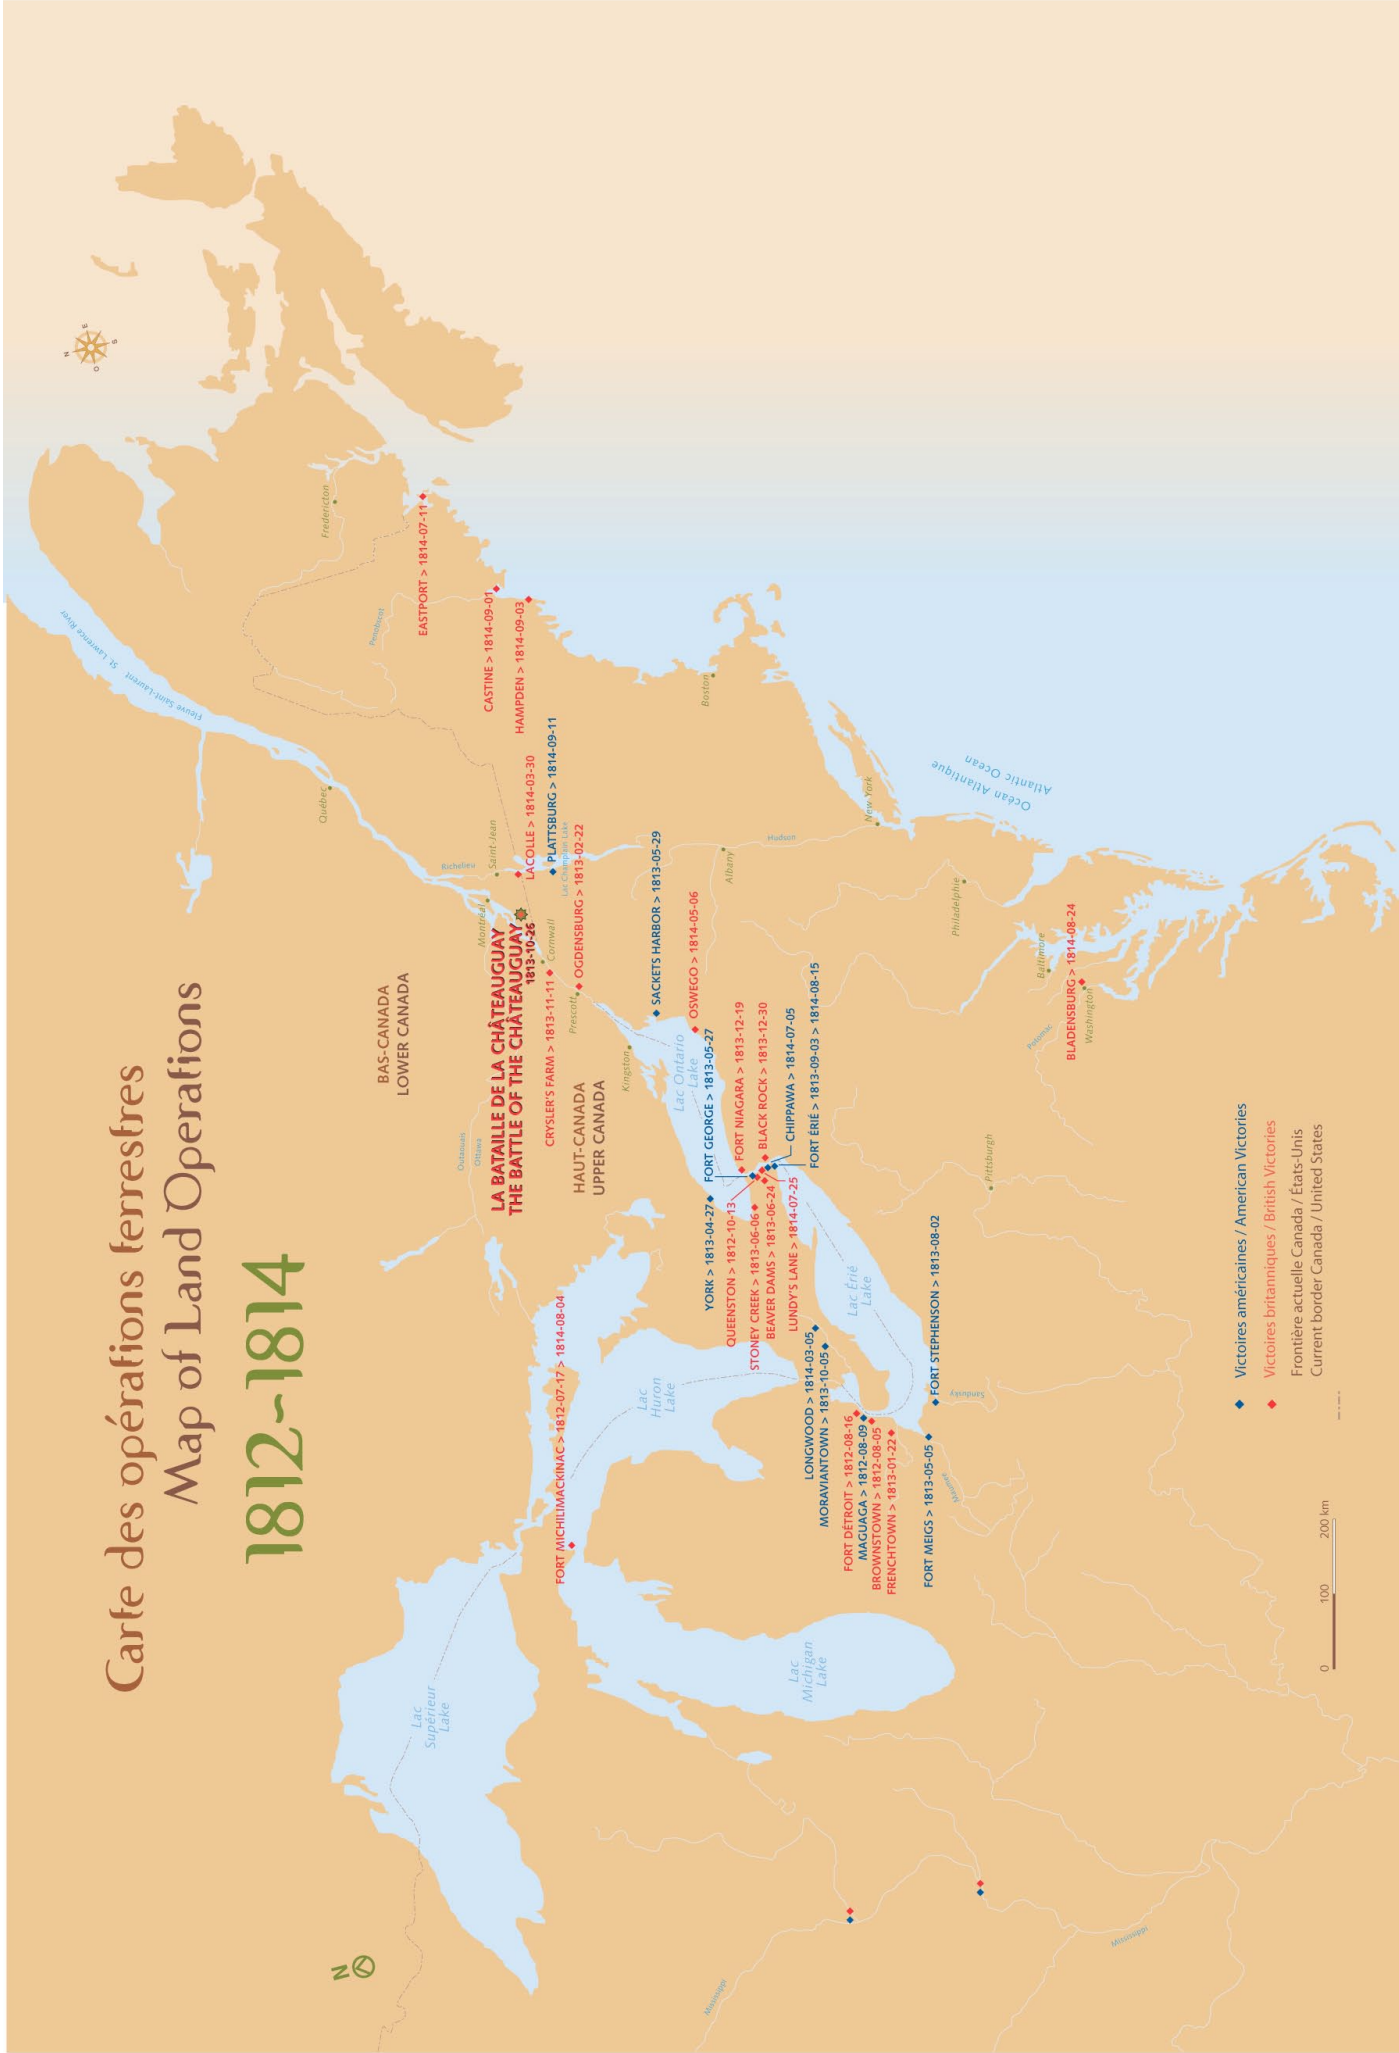 Carte des opérations terrestres
Map of Land Operations
1812~1814
N
N
E
S
O
Fleuve Saint-Laurent
St. Lawrence River
Fredericton
Penobscot
EASTPORT > 1814-07-11
CASTINE > 1814-09-01
HAMPDEN > 1814-09-03
Québec
Richelieu
Saint-Jean
Montréal
LACOLLE > 1814-03-30
PLATTSBURG > 1814-09-11
Lac Champlain Lake
BAS-CANADA
LOWER CANADA
Outaouais
Ottawa
LA BATAILLE DE LA CHÂTEAUGUAY
THE BATTLE OF THE CHÂTEAUGUAY
1813-10-26
Cornwall
CRYSLER'S FARM > 1813-11-11
OGDENSBURG > 1813-02-22
Prescott
HAUT-CANADA
UPPER CANADA
Kingston
SACKETS HARBOR > 1813-05-29
OSWEGO > 1814-05-06
Lac Ontario
Lake
FORT GEORGE > 1813-05-27
YORK > 1813-04-27
FORT NIAGARA > 1813-12-19
QUEENSTON > 1812-10-13
BLACK ROCK > 1813-12-30
STONEY CREEK > 1813-06-06
BEAVER DAMS > 1813-06-24
CHIPPAWA > 1814-07-05
LUNDY'S LANE > 1814-07-25
FORT ÉRIÉ > 1813-09-03 > 1814-08-15
FORT MICHILIMACKINAC > 1812-07-17 > 1814-08-04
Lac
Supérieur
Lake
Lac
Huron
Lake
Lac
Michigan
Lake
Lac Érié
Lake
LONGWOOD > 1814-03-05
MORAVIANTOWN > 1813-10-05
FORT DÉTROIT > 1812-08-16
MAGUAGA > 1812-08-09
BROWNSTOWN > 1812-08-05
FRENCHTOWN > 1813-01-22
FORT MEIGS > 1813-05-05
FORT STEPHENSON > 1813-08-02
Sandusky
Maumee
Boston
Albany
Hudson
New York
Océan Atlantique
Atlantic Ocean
Philadelphie
Baltimore
Washington
BLADENSBURG > 1814-08-24
Potomac
Pittsburgh
Mississippi
Mississippi
Victoires américaines / American Victories
Victoires britanniques / British Victories
Frontière actuelle Canada / États-Unis
Current border Canada / United States
0 100 200 km